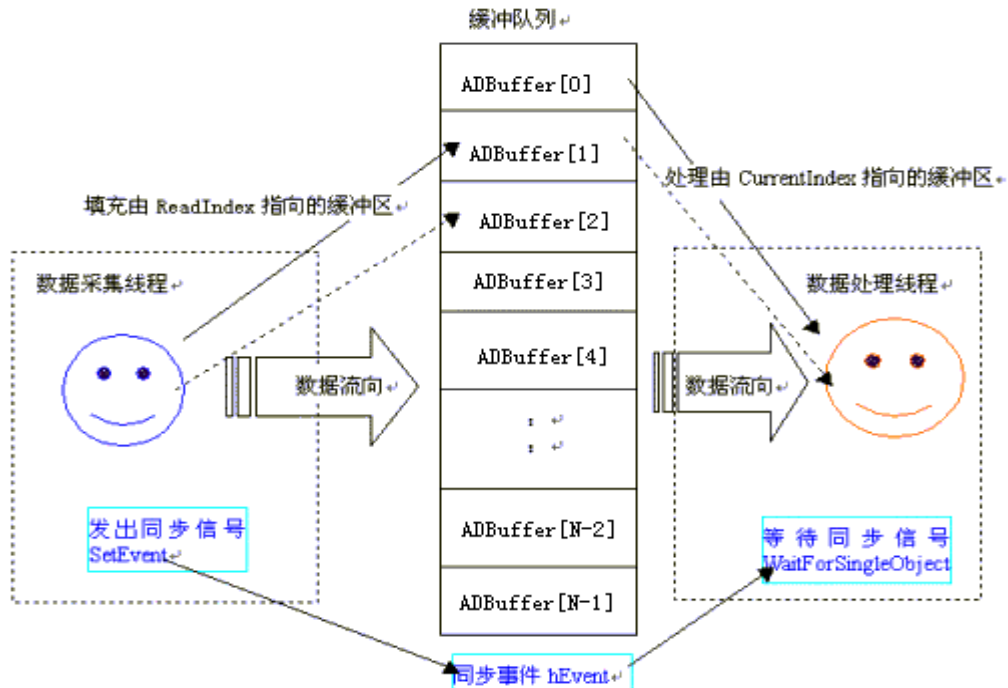 缓冲队列
ADBuffer[0]
ADBuffer[1]
处理由 CurrentIndex 指向的缓冲区
填充由 ReadIndex 指向的缓冲区
ADBuffer[2]
数据采集线程
ADBuffer[3]
数据处理线程
ADBuffer[4]
数据流向
数据流向
:
:
发出同步信号
SetEvent
ADBuffer[N-2]
等待同步信号
WaitForSingleObject
ADBuffer[N-1]
同步事件 hEvent